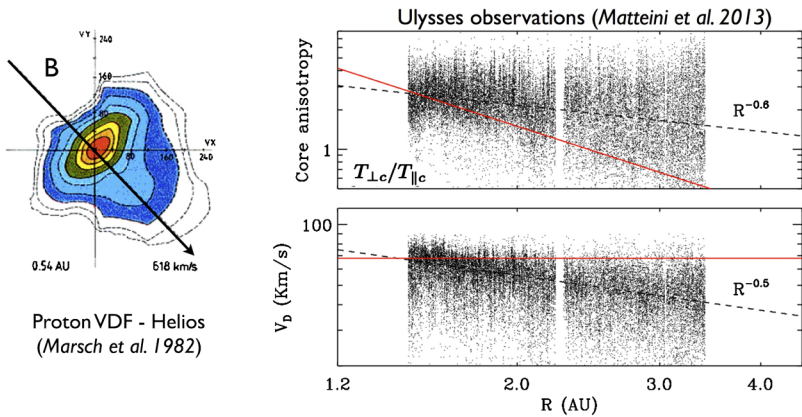 Ulysses observations (Matteini et al. 2013)
VY
240
160
80
B
VX
80
160
240
0.54 AU
618 km/s
Proton VDF - Helios
(Marsch et al. 1982)
Core anisotropy
1
R^-0.6
T⊥c/T∥c
V_D (Km/s)
100
R^-0.5
1.2
2.0
3.0
4.0
R (AU)